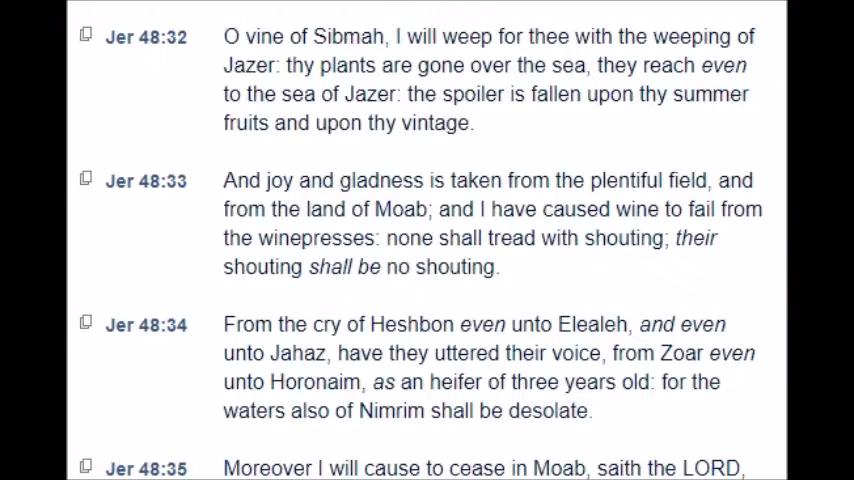 Jer 48:32 O vine of Sibmah, I will weep for thee with the weeping of
Jazer: thy plants are gone over the sea, they reach even
to the sea of Jazer: the spoiler is fallen upon thy summer
fruits and upon thy vintage.
Jer 48:33 And joy and gladness is taken from the plentiful field, and
from the land of Moab; and I have caused wine to fail from
the winepresses: none shall tread with shouting; their
shouting shall be no shouting.
Jer 48:34 From the cry of Heshbon even unto Elealeh, and even
unto Jahaz, have they uttered their voice, from Zoar even
unto Horonaim, as an heifer of three years old: for the
waters also of Nimrim shall be desolate.
Jer 48:35 Moreover I will cause to cease in Moab, saith the LORD,